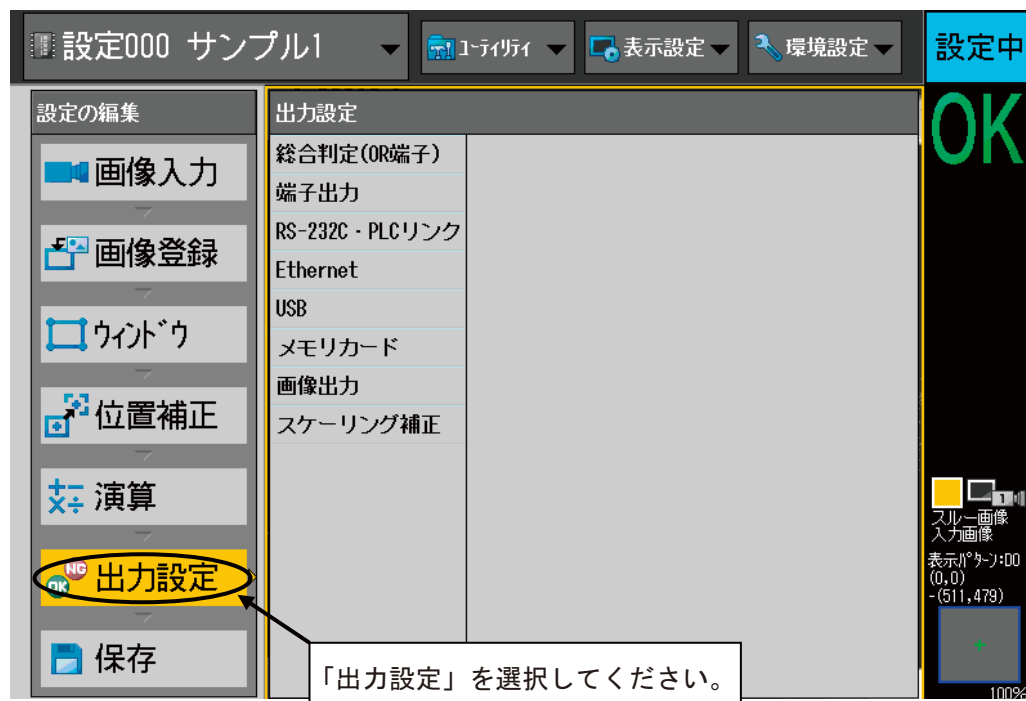 設定000 サンプル1
ユーティリティ
表示設定
環境設定
設定中
設定の編集
画像入力
画像登録
ウィンドウ
位置補正
演算
出力設定
保存
出力設定
総合判定(OR端子)
端子出力
RS-232C・PLCリンク
Ethernet
USB
メモリカード
画像出力
スケーリング補正
OK
1
スルー画像
入力画像
表示パターン:D0
(0,0)
-(511,479)
100%
NG
OK
「出力設定」を選択してください。